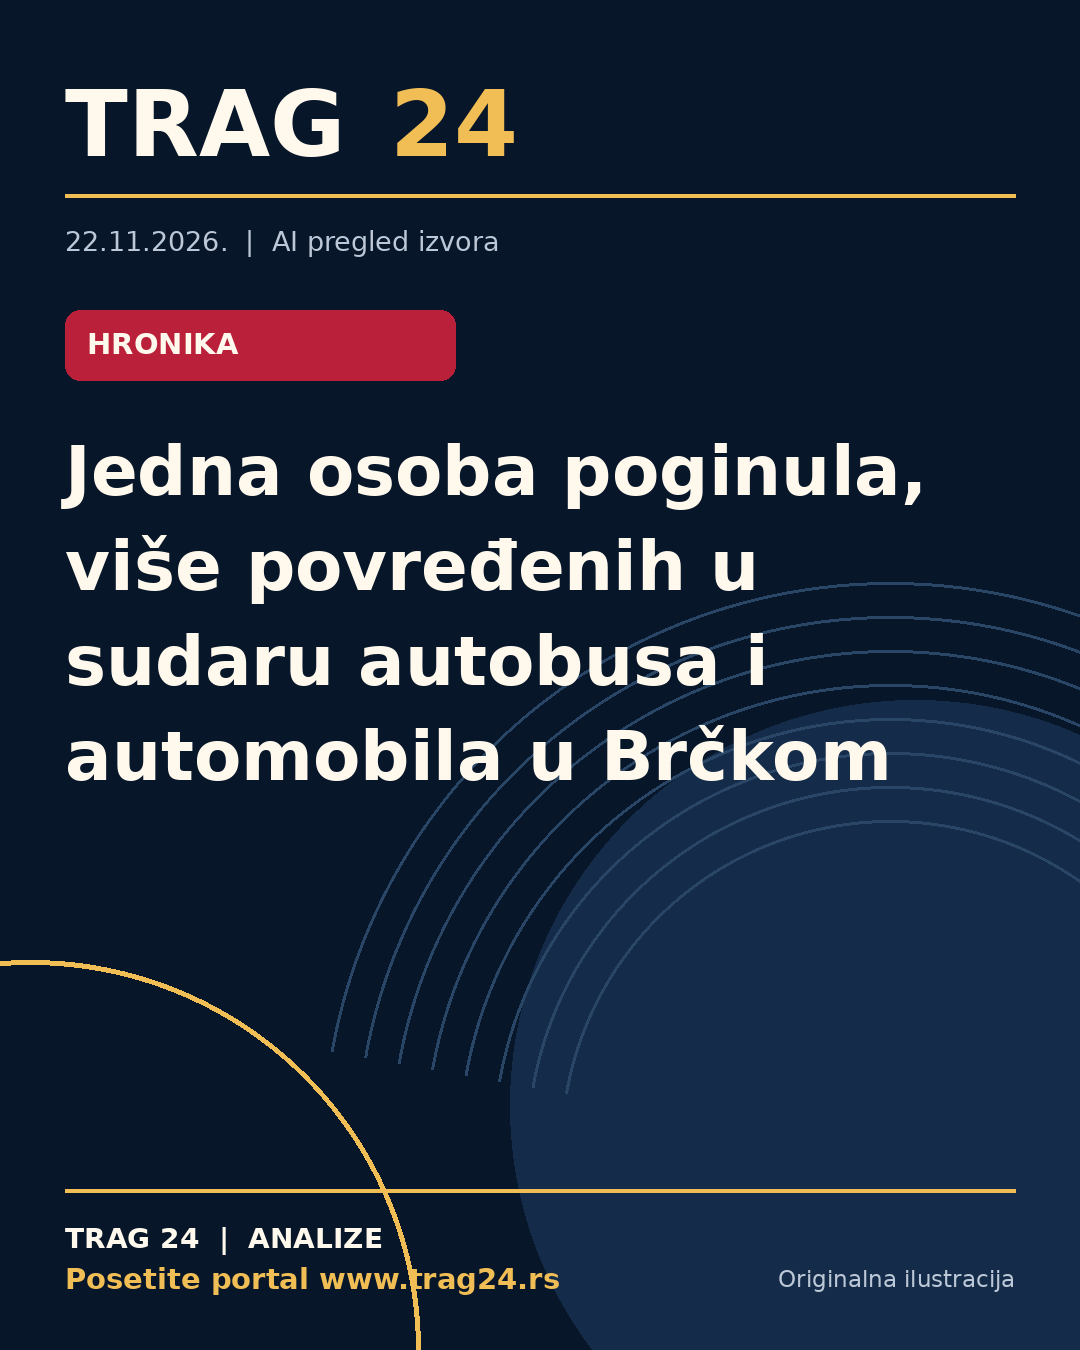 TRAG 24
22.11.2026. | AI pregled izvora
HRONIKA
Jedna osoba poginula,
više povređenih u
sudaru autobusa i
automobila u Brčkom
TRAG 24 | ANALIZE
Posetite portal www.trag24.rs
Originalna ilustracija